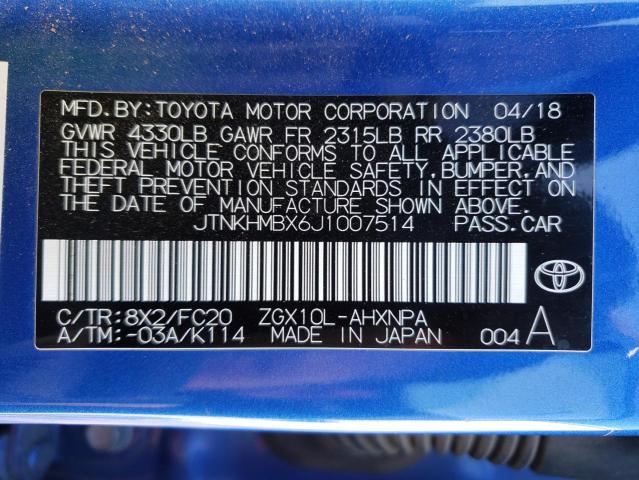 MFD.BY:TOYOTA MOTOR CORPORATION 04/18
GVWR 4330LB GAWR FR 2315LB RR 2380LB
THIS VEHICLE CONFORMS TO ALL APPLICABLE
FEDERAL MOTOR VEHICLE SAFETY,BUMPER,AND
THEFT PREVENTION STANDARDS IN EFFECT ON
THE DATE OF MANUFACTURE SHOWN ABOVE.
JTNKHMBX6J1007514 PASS.CAR
C/TR:8X2/FC20 ZGX10L-AHXNPA
A/TM:-03A/K114 MADE IN JAPAN 004 A